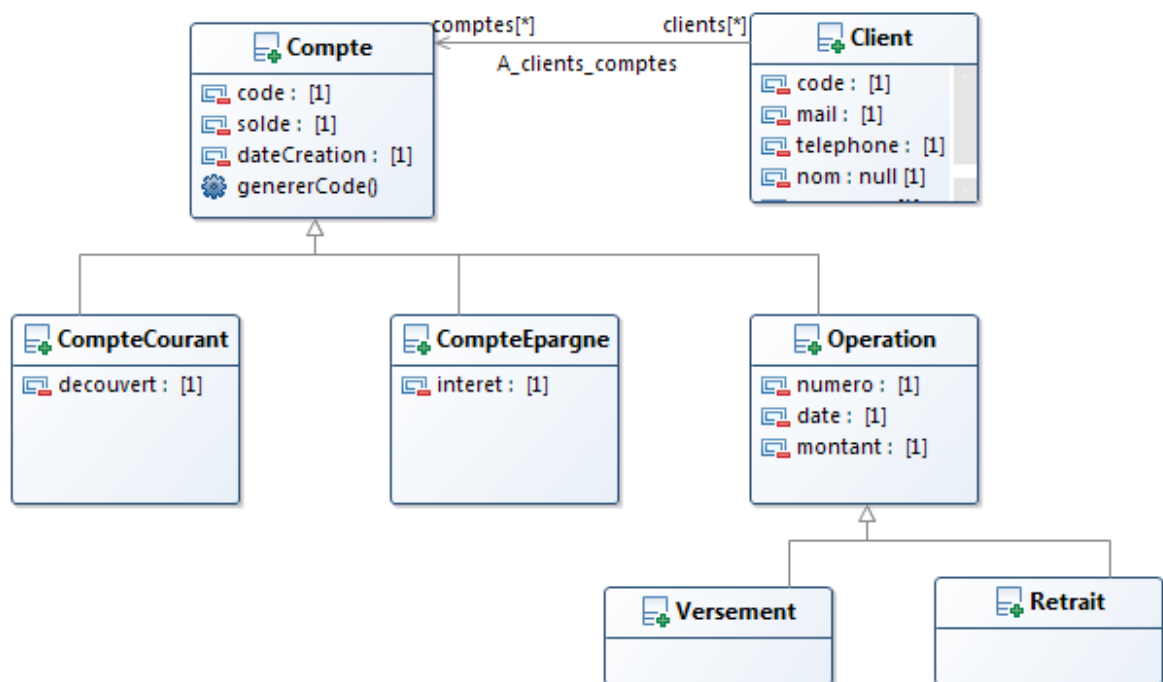 comptes[*]
clients[*]
A_clients_comptes
Compte
code : [1]
solde : [1]
dateCreation : [1]
genererCode()
Client
code : [1]
mail : [1]
telephone : [1]
nom : null [1]
CompteCourant
decouvert : [1]
CompteEpargne
interet : [1]
Operation
numero : [1]
date : [1]
montant : [1]
Versement
Retrait